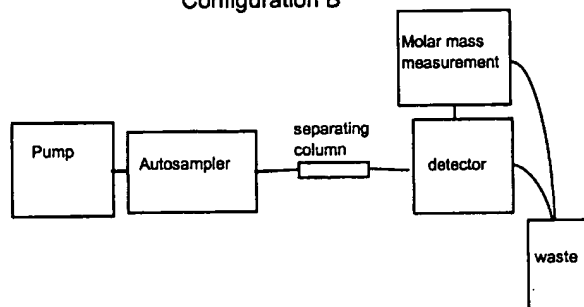 Configuration B
Molar mass
measurement
separating
column
Pump
Autosampler
detector
waste